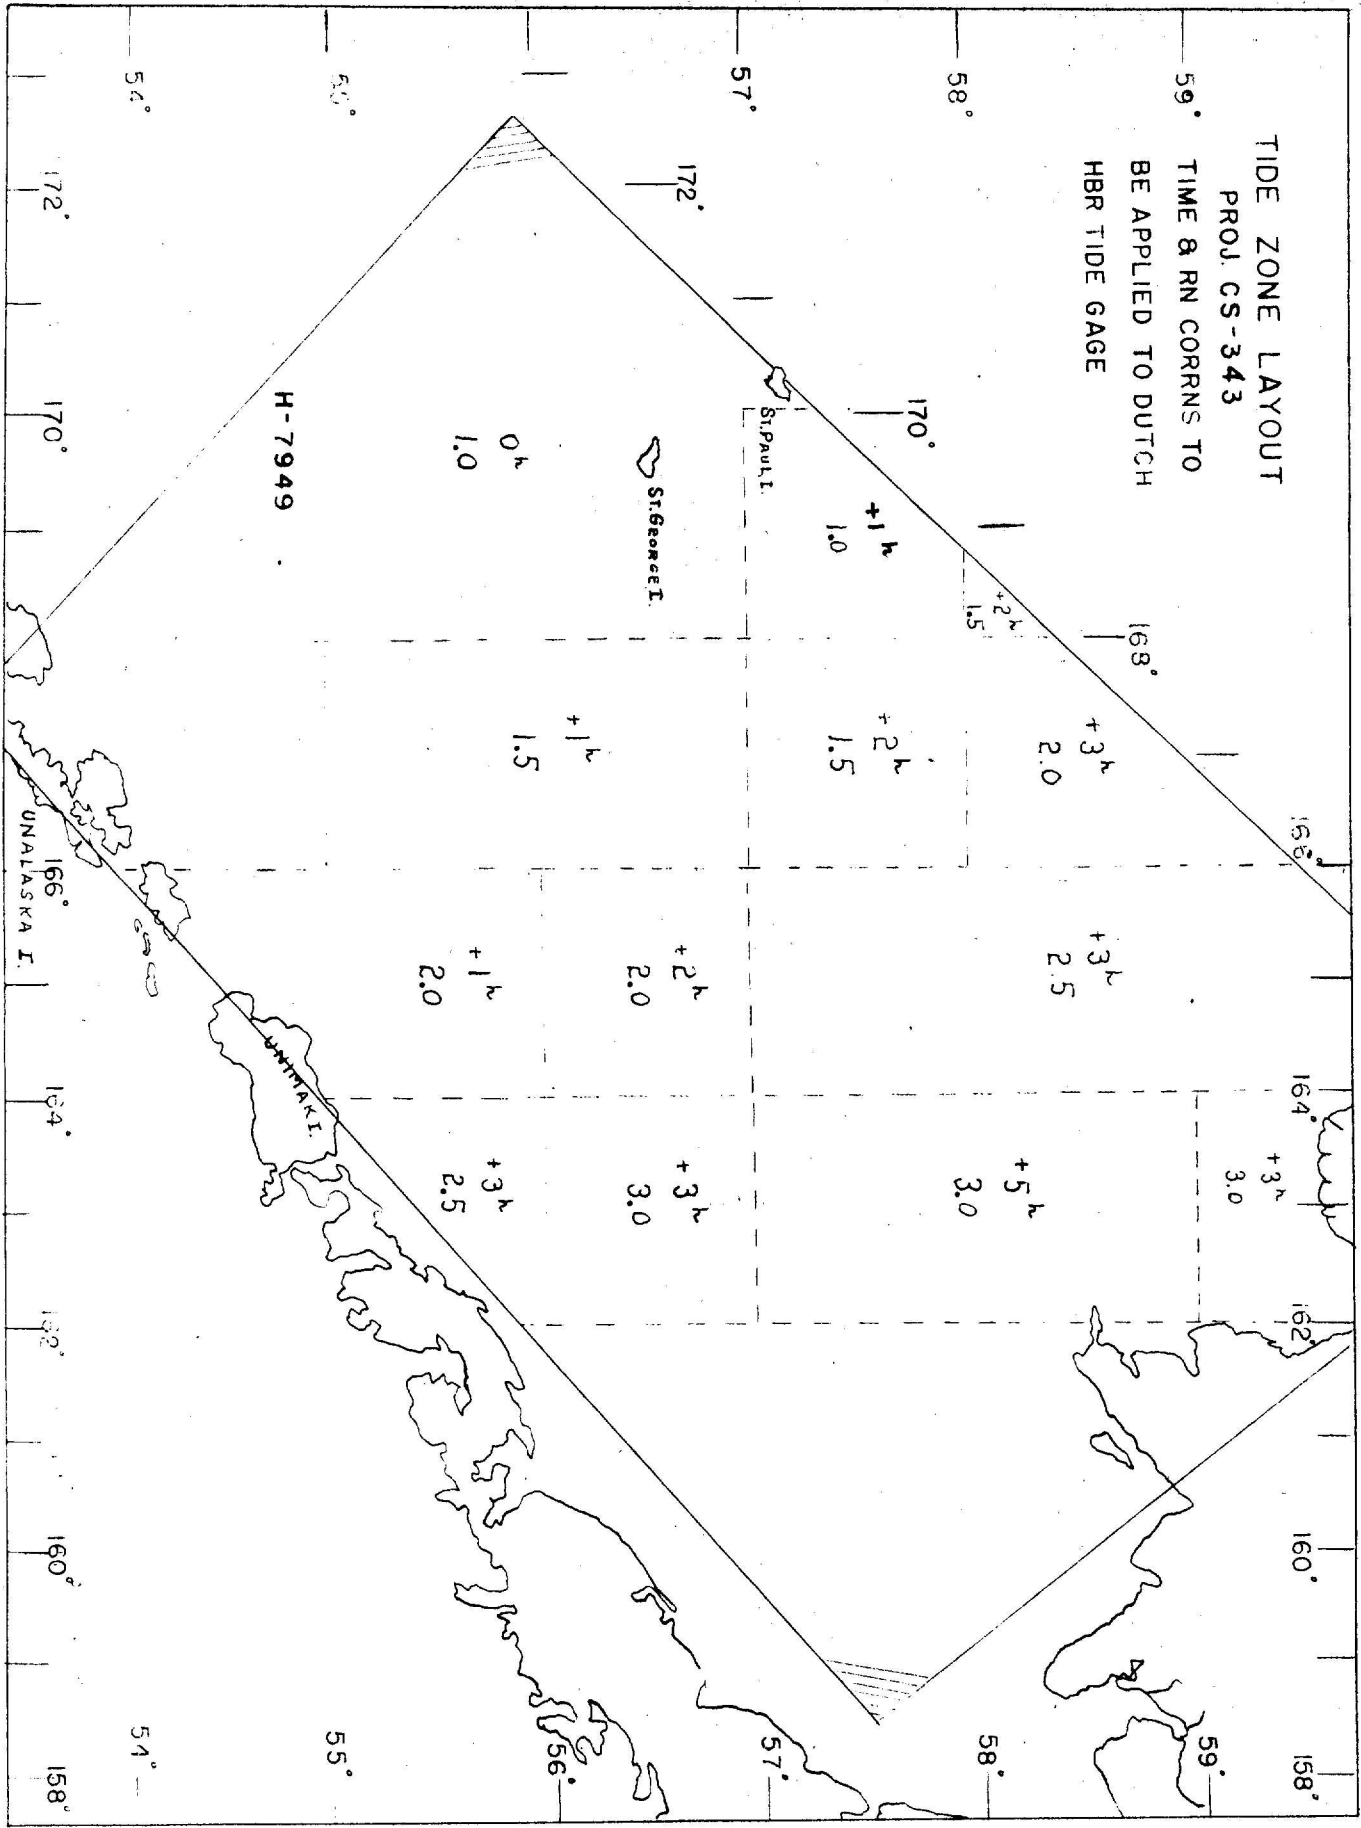 TIDE ZONE LAYOUT
PROJ. CS-343
TIME & RN CORRNS TO
BE APPLIED TO DUTCH
HBR TIDE GAGE
166°
164°
162°
160°
158°
59°
59°
+3ʰ
3.0
168°
+3ʰ
2.0
+3ʰ
2.5
+2ʰ
1.5
58°
58°
170°
+1ʰ
1.0
+2ʰ
1.5
+5ʰ
3.0
ST. PAUL I.
57°
57°
172°
ST. GEORGE I.
+2ʰ
2.0
+3ʰ
3.0
0ʰ
1.0
+1ʰ
1.5
56°
+1ʰ
2.0
+3ʰ
2.5
H-7949
55°
UNIMAK I.
54°
54°
UNALASKA I.
172°
170°
166°
164°
162°
160°
158°